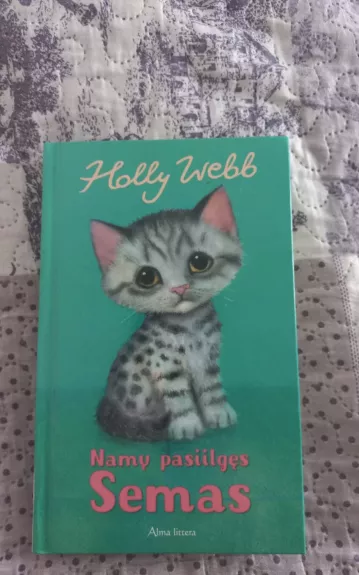 Holly Webb
Namų pasiilgęs
Semas
Alma littera